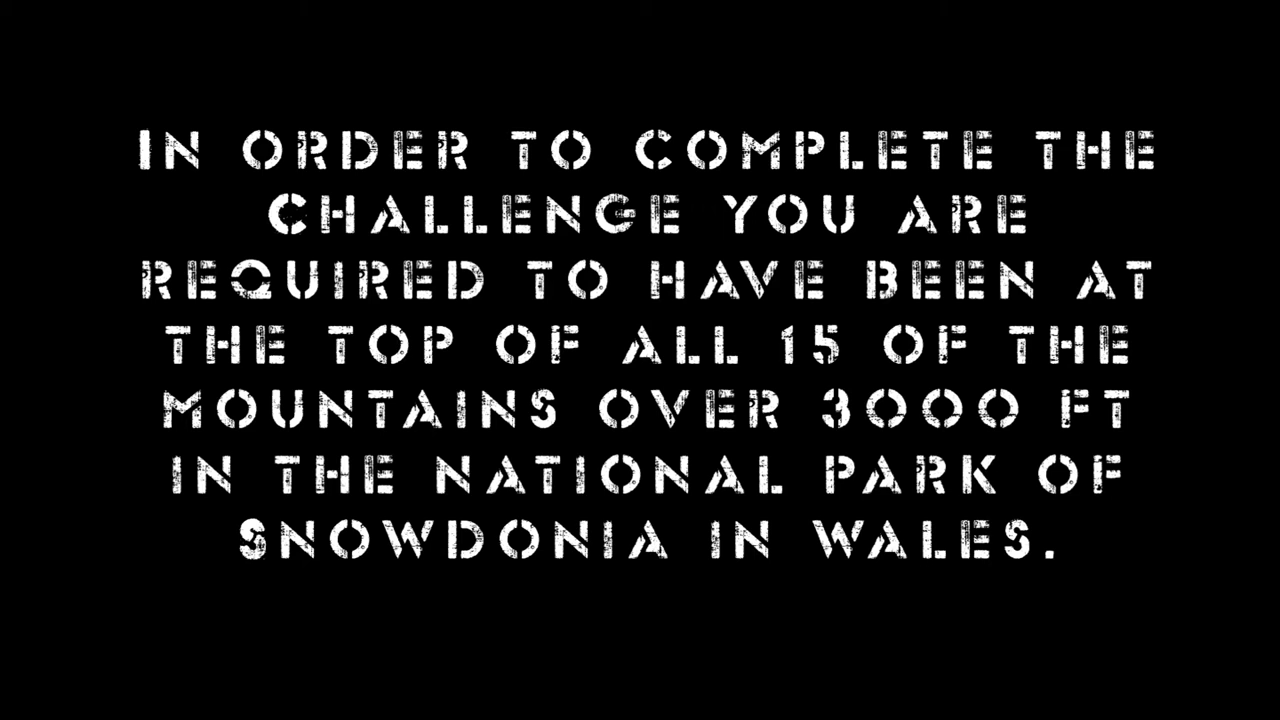 In order to complete the
challenge you are
required to have been at
the top of all 15 of the
mountains over 3000 ft
in the National Park of
Snowdonia in Wales.